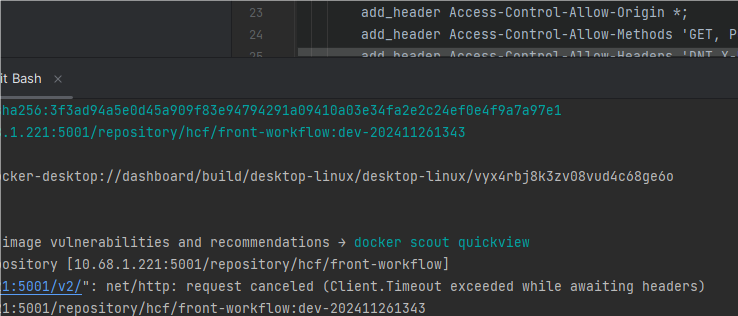 23 add_header Access-Control-Allow-Origin *;
24 add_header Access-Control-Allow-Methods 'GET, P
25 add_header Access-Control-Allow-Headers 'DNT,X-
it Bash ×
ha256:3f3ad94a5e0d45a909f83e94794291a09410a03e34fa2e2c24ef0e4f9a7a97e1
.1.221:5001/repository/hcf/front-workflow:dev-202411261343
ocker-desktop://dashboard/build/desktop-linux/desktop-linux/vyx4rbj8k3zv08vud4c68ge6o
image vulnerabilities and recommendations → docker scout quickview
pository [10.68.1.221:5001/repository/hcf/front-workflow]
21:5001/v2/": net/http: request canceled (Client.Timeout exceeded while awaiting headers)
21:5001/repository/hcf/front-workflow:dev-202411261343